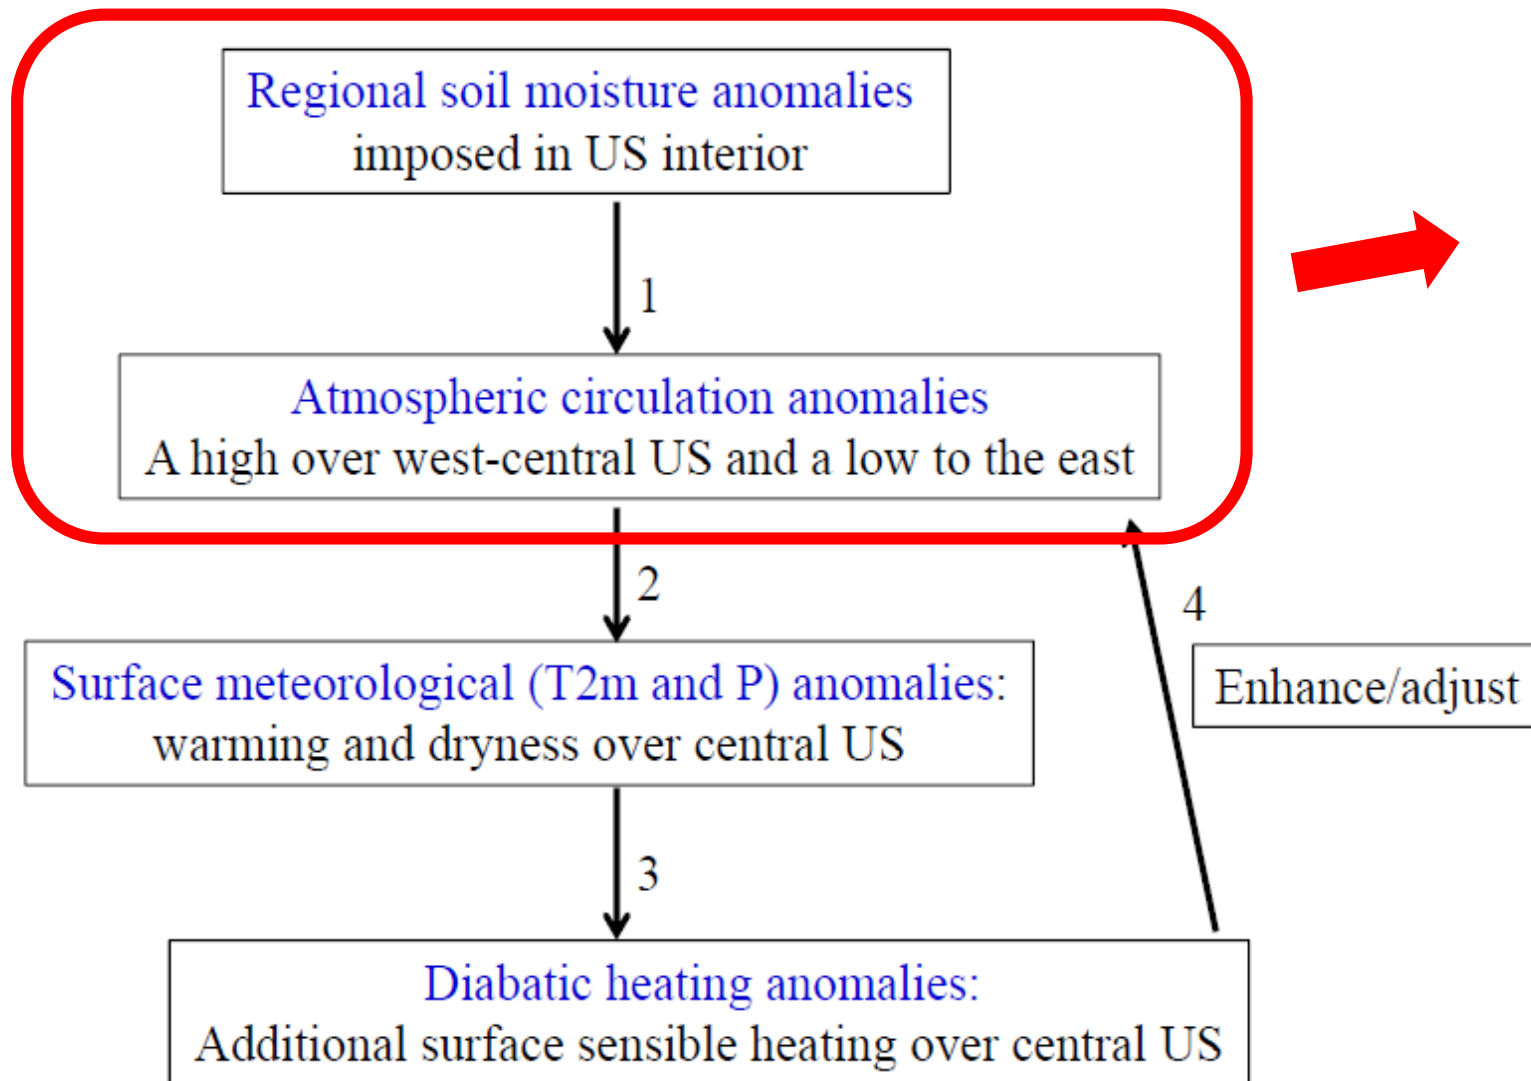 Regional soil moisture anomalies
imposed in US interior
1
Atmospheric circulation anomalies
A high over west-central US and a low to the east
2
4
Surface meteorological (T2m and P) anomalies:
warming and dryness over central US
Enhance/adjust
3
Diabatic heating anomalies:
Additional surface sensible heating over central US